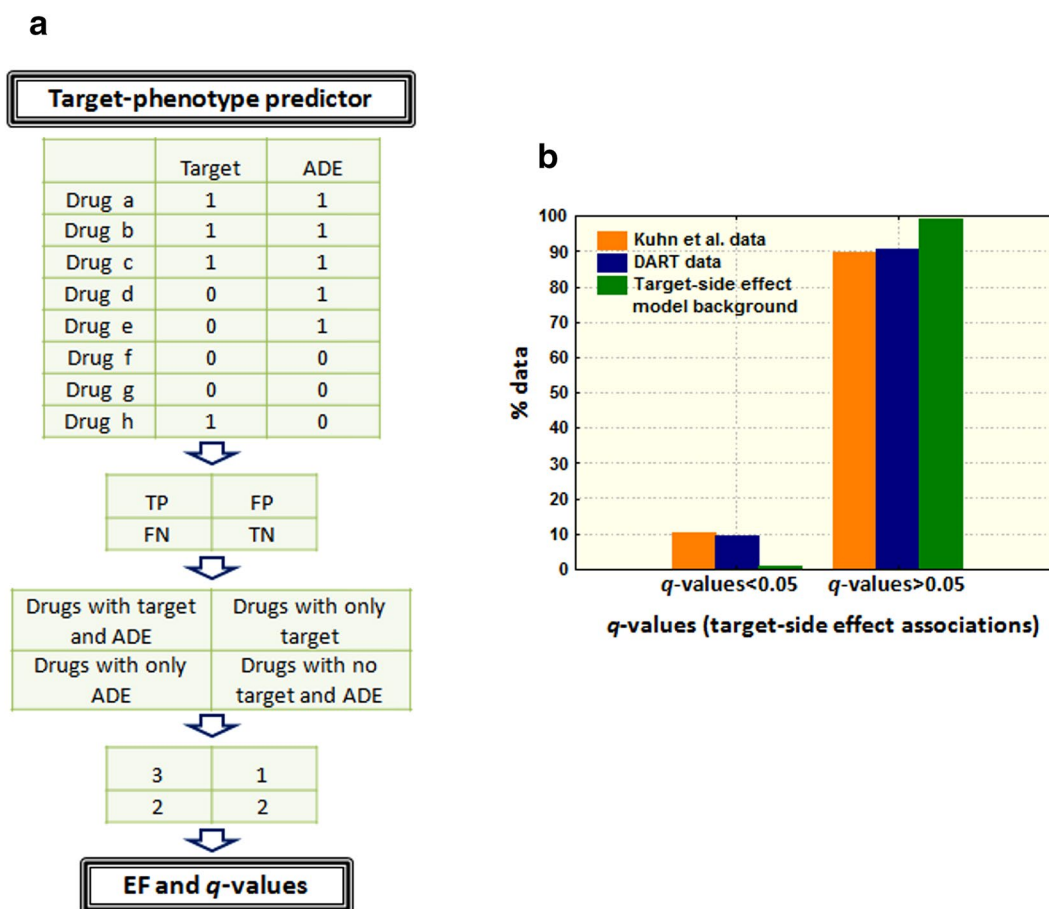 a
Target-phenotype predictor
Target ADE
Drug a 1 1
Drug b 1 1
Drug c 1 1
Drug d 0 1
Drug e 0 1
Drug f 0 0
Drug g 0 0
Drug h 1 0
TP FP
FN TN
Drugs with target and ADE
Drugs with only target
Drugs with only ADE
Drugs with no target and ADE
3 1
2 2
EF and q-values
b
100
90
80
70
60
50
40
30
20
10
0
% data
Kuhn et al. data
DART data
Target-side effect
model background
q-values<0.05 q-values>0.05
q-values (target-side effect associations)